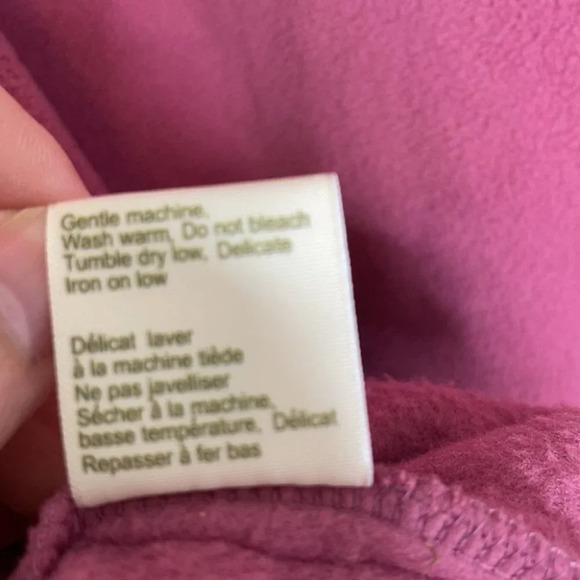 Gentle machine.
Wash warm, Do not bleach
Tumble dry low, Delicate
Iron on low
Délicat laver
à la machine tiède
Ne pas javelliser
Sécher à la machine,
basse température, Délicat
Repasser à fer bas